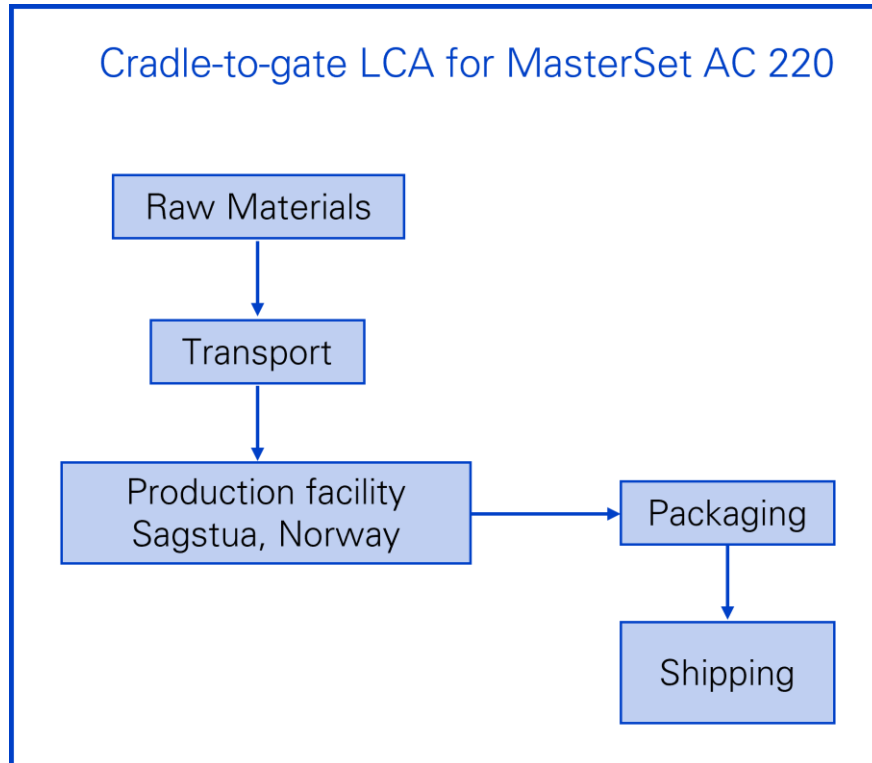 Cradle-to-gate LCA for MasterSet AC 220
Raw Materials
Transport
Production facility
Sagstua, Norway
Packaging
Shipping